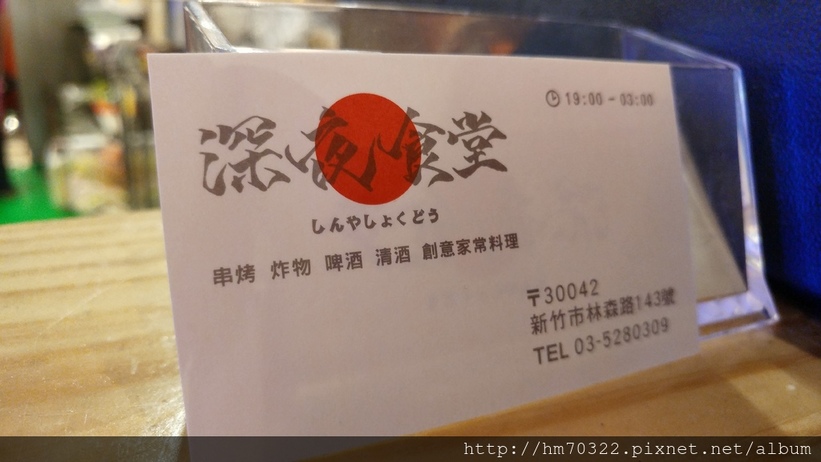 19:00 - 03:00
深夜食堂
しんやしょくどう
串烤 炸物 啤酒 清酒 創意家常料理
〒30042
新竹市林森路143號
TEL 03-5280309
http://hm70322.pixnet.net/album